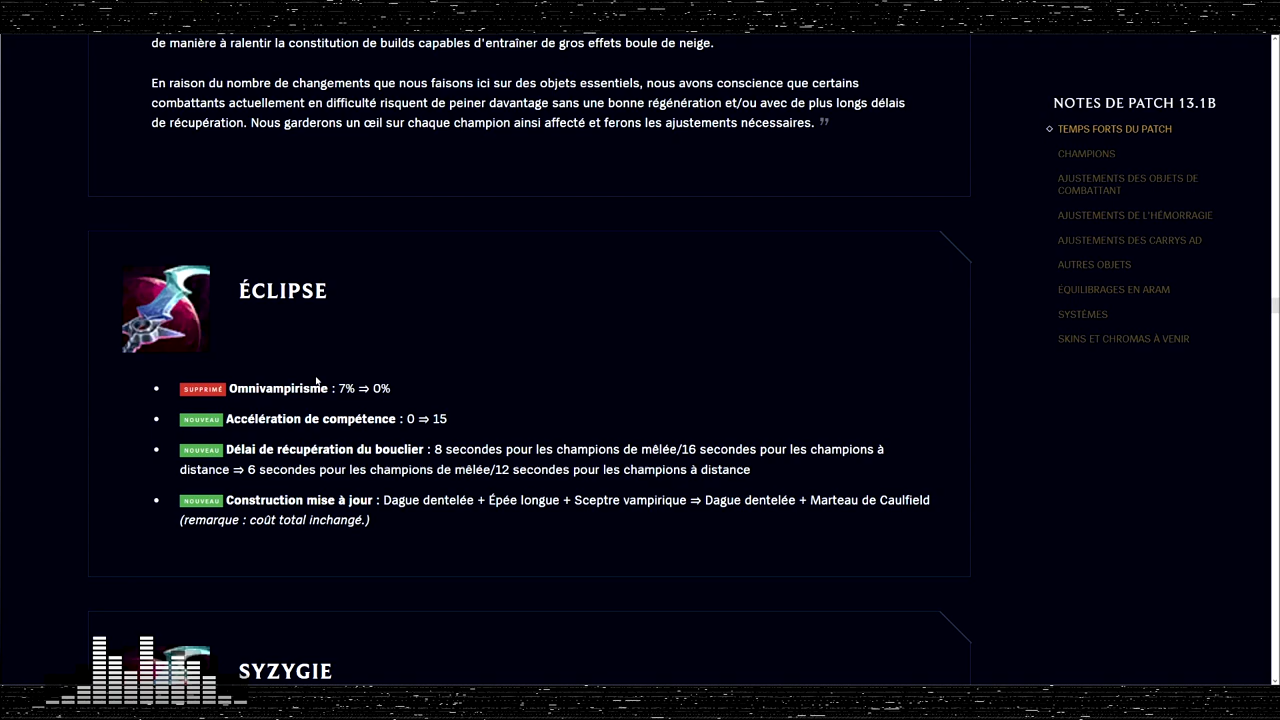 de manière à ralentir la constitution de builds capables d'entraîner de gros effets boule de neige.
En raison du nombre de changements que nous faisons ici sur des objets essentiels, nous avons conscience que certains
combattants actuellement en difficulté risquent de peiner davantage sans une bonne régénération et/ou avec de plus longs délais
de récupération. Nous garderons un œil sur chaque champion ainsi affecté et ferons les ajustements nécessaires. ”
NOTES DE PATCH 13.1B
TEMPS FORTS DU PATCH
CHAMPIONS
AJUSTEMENTS DES OBJETS DE
COMBATTANT
AJUSTEMENTS DE L'HÉMORRAGIE
AJUSTEMENTS DES CARRYS AD
AUTRES OBJETS
ÉQUILIBRAGES EN ARAM
SYSTÈMES
SKINS ET CHROMAS À VENIR
ÉCLIPSE
SUPPRIMÉ Omnivampirisme : 7% ⇒ 0%
NOUVEAU Accélération de compétence : 0 ⇒ 15
NOUVEAU Délai de récupération du bouclier : 8 secondes pour les champions de mêlée/16 secondes pour les champions à
distance ⇒ 6 secondes pour les champions de mêlée/12 secondes pour les champions à distance
NOUVEAU Construction mise à jour : Dague dentelée + Épée longue + Sceptre vampirique ⇒ Dague dentelée + Marteau de Caulfield
(remarque : coût total inchangé.)
SYZYGIE